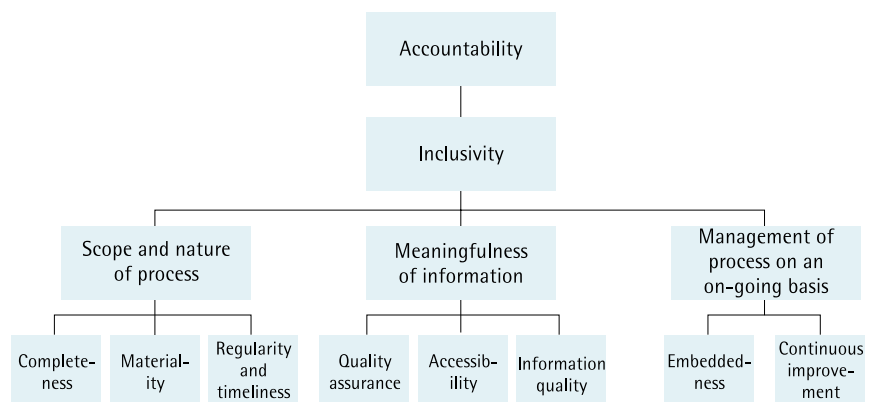 Accountability
Inclusivity
Scope and nature
of process
Meaningfulness
of information
Management of
process on an
on-going basis
Complete-
ness
Material-
ity
Regularity
and
timeliness
Quality
assurance
Accessib-
ility
Information
quality
Embedded-
ness
Continuous
improve-
ment